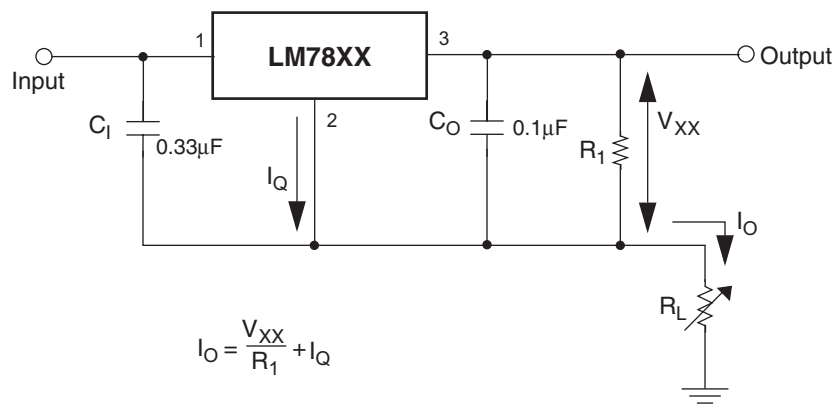 1
LM78XX
3
Input
Output
2
C_I
0.33μF
I_Q
C_O
0.1μF
R_1
V_XX
I_O
R_L
I_O = V_XX / R_1 + I_Q